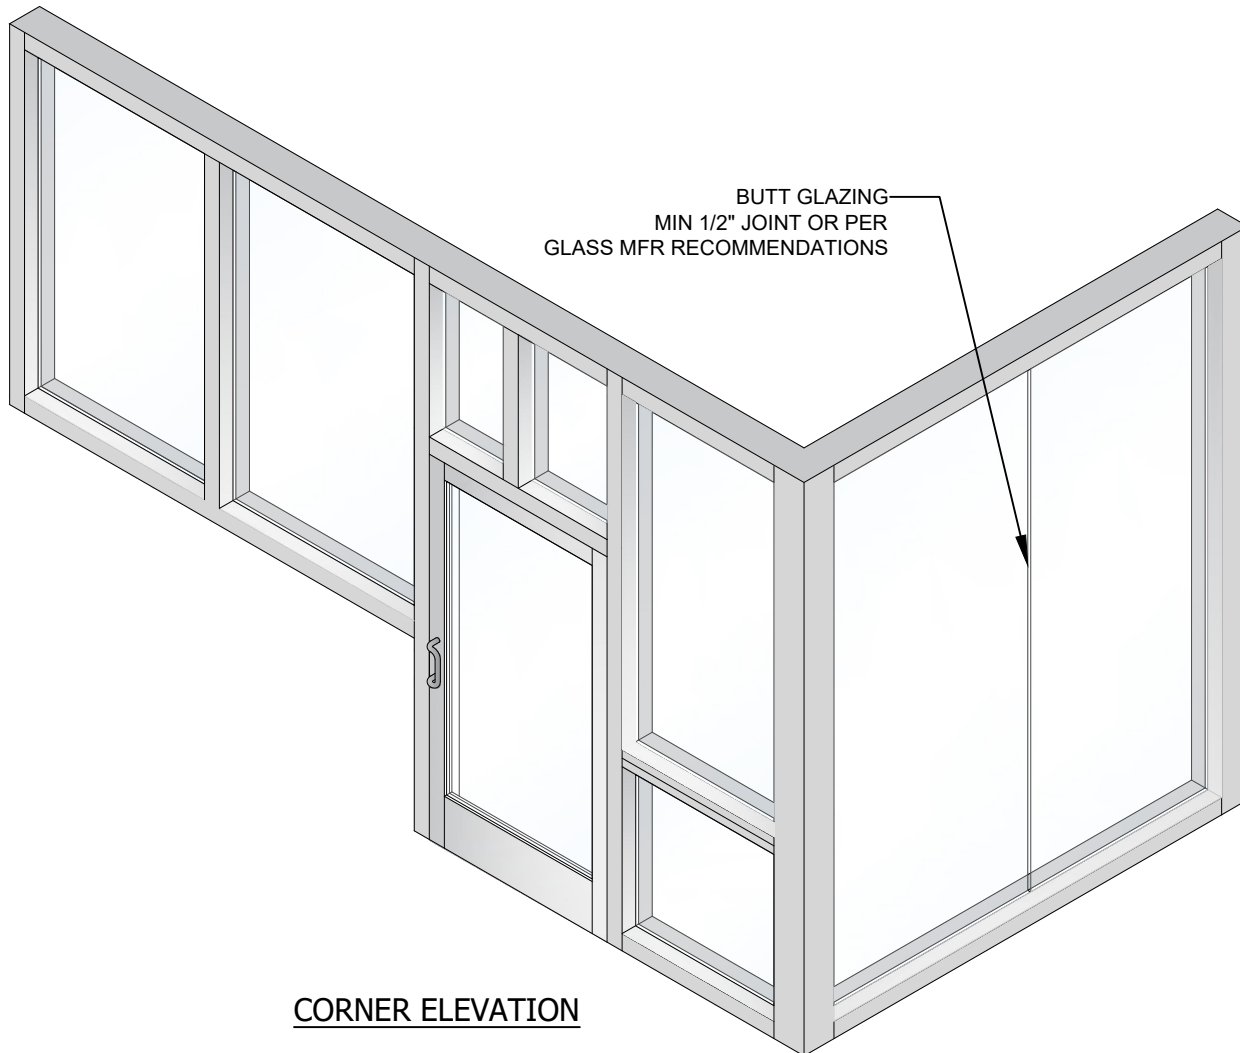 BUTT GLAZING
MIN 1/2" JOINT OR PER
GLASS MFR RECOMMENDATIONS
CORNER ELEVATION